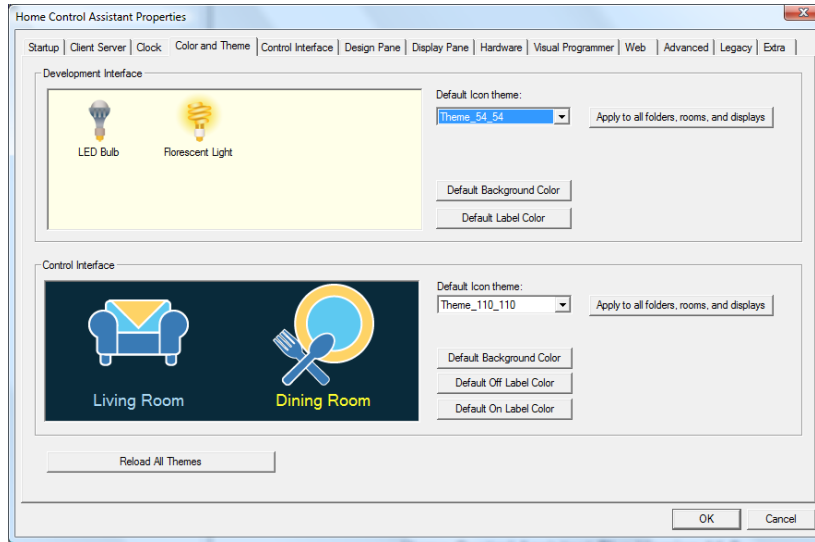 Home Control Assistant Properties
Startup Client Server Clock Color and Theme Control Interface Design Pane Display Pane Hardware Visual Programmer Web Advanced Legacy Extra
Development Interface
LED Bulb Florescent Light
Default Icon theme:
Theme_54_54 Apply to all folders, rooms, and displays
Default Background Color
Default Label Color
Control Interface
Living Room Dining Room
Default Icon theme:
Theme_110_110 Apply to all folders, rooms, and displays
Default Background Color
Default Off Label Color
Default On Label Color
Reload All Themes
OK Cancel